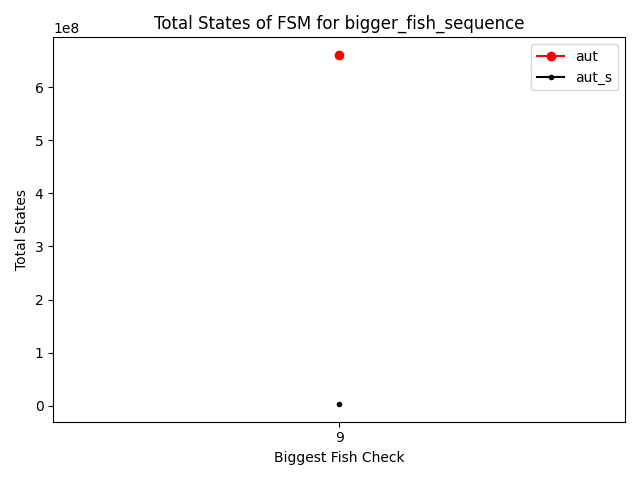 Total States of FSM for bigger_fish_sequence
1e8
aut
aut_s
6
5
4
3
2
1
0
Total States
9
Biggest Fish Check